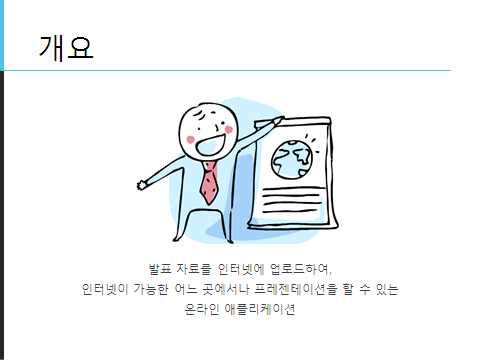 개요
발표 자료를 인터넷에 업로드하여,
인터넷이 가능한 어느 곳에서나 프레젠테이션을 할 수 있는
온라인 애플리케이션